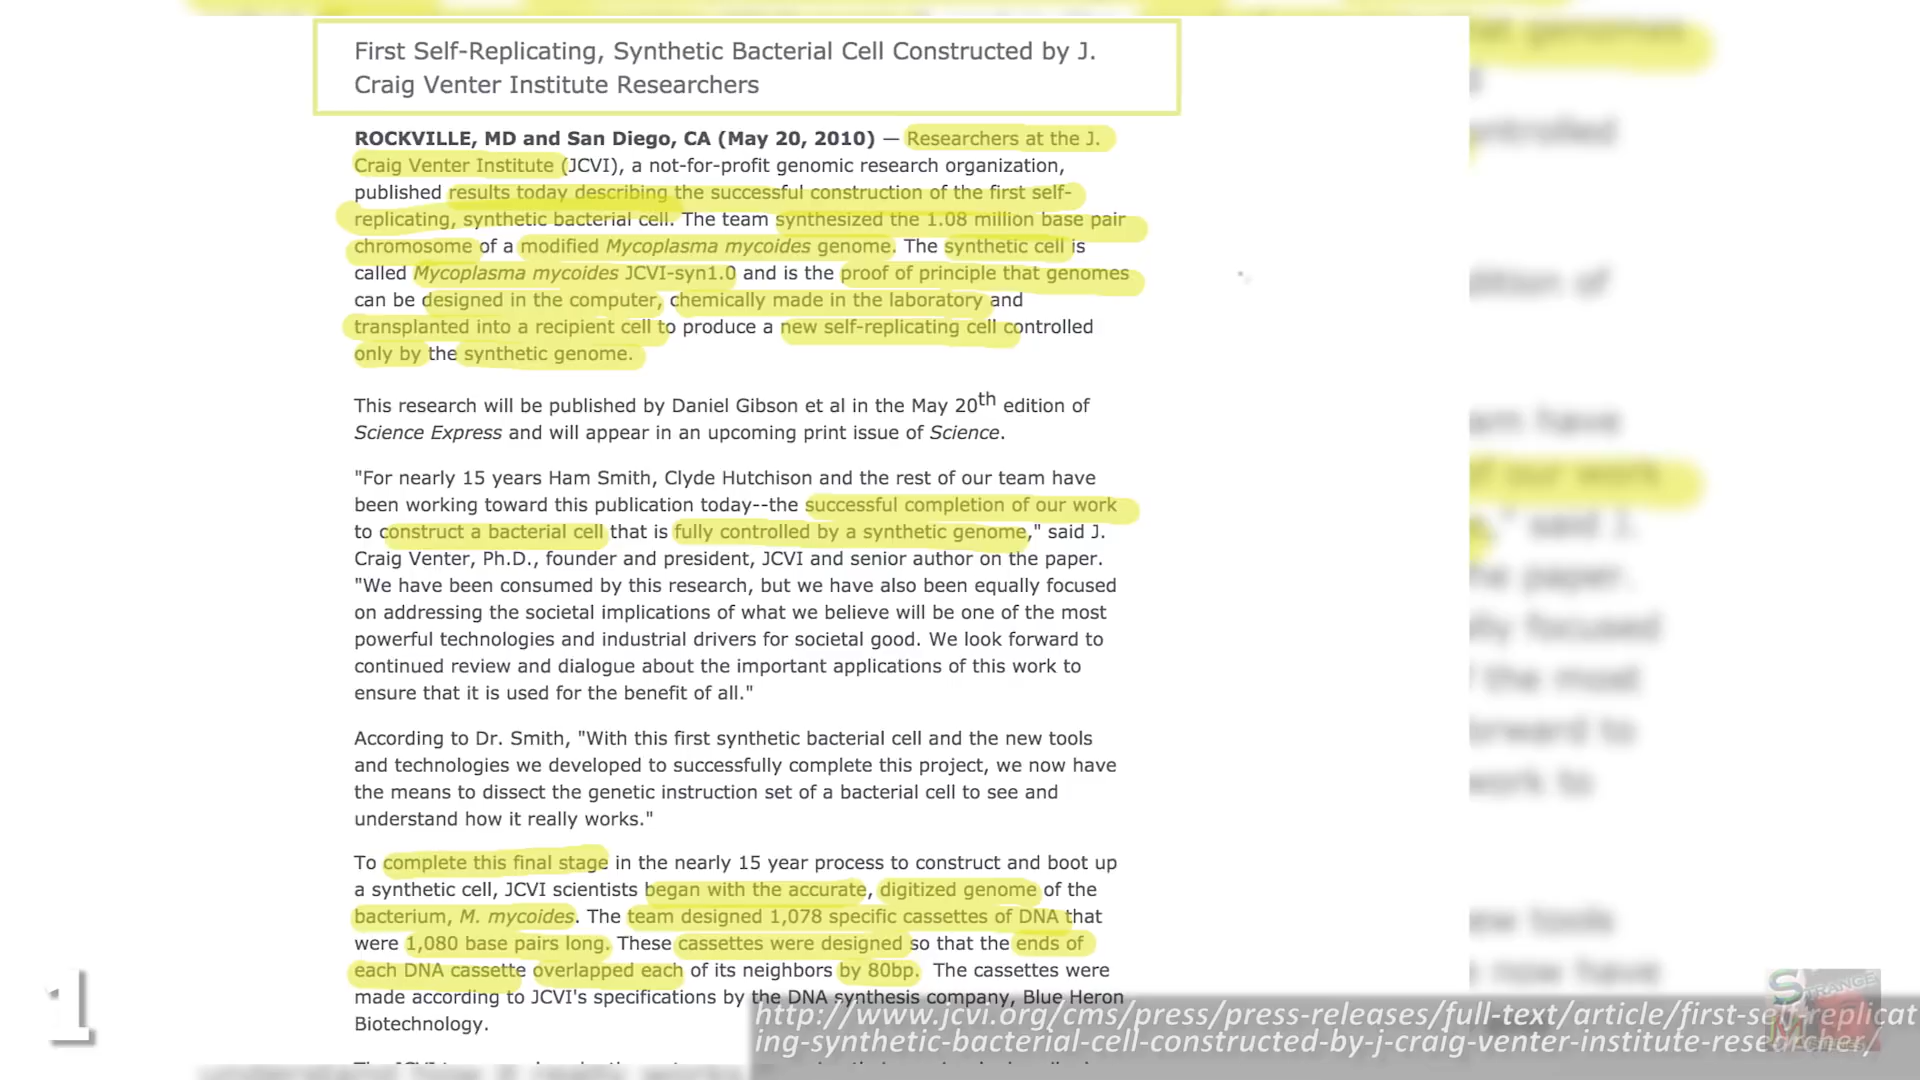 First Self-Replicating, Synthetic Bacterial Cell Constructed by J.
Craig Venter Institute Researchers
ROCKVILLE, MD and San Diego, CA (May 20, 2010) — Researchers at the J.
Craig Venter Institute (JCVI), a not-for-profit genomic research organization,
published results today describing the successful construction of the first self-
replicating, synthetic bacterial cell. The team synthesized the 1.08 million base pair
chromosome of a modified Mycoplasma mycoides genome. The synthetic cell is
called Mycoplasma mycoides JCVI-syn1.0 and is the proof of principle that genomes
can be designed in the computer, chemically made in the laboratory and
transplanted into a recipient cell to produce a new self-replicating cell controlled
only by the synthetic genome.
This research will be published by Daniel Gibson et al in the May 20th edition of
Science Express and will appear in an upcoming print issue of Science.
"For nearly 15 years Ham Smith, Clyde Hutchison and the rest of our team have
been working toward this publication today--the successful completion of our work
to construct a bacterial cell that is fully controlled by a synthetic genome," said J.
Craig Venter, Ph.D., founder and president, JCVI and senior author on the paper.
"We have been consumed by this research, but we have also been equally focused
on addressing the societal implications of what we believe will be one of the most
powerful technologies and industrial drivers for societal good. We look forward to
continued review and dialogue about the important applications of this work to
ensure that it is used for the benefit of all."
According to Dr. Smith, "With this first synthetic bacterial cell and the new tools
and technologies we developed to successfully complete this project, we now have
the means to dissect the genetic instruction set of a bacterial cell to see and
understand how it really works."
To complete this final stage in the nearly 15 year process to construct and boot up
a synthetic cell, JCVI scientists began with the accurate, digitized genome of the
bacterium, M. mycoides. The team designed 1,078 specific cassettes of DNA that
were 1,080 base pairs long. These cassettes were designed so that the ends of
each DNA cassette overlapped each of its neighbors by 80bp. The cassettes were
made according to JCVI's specifications by the DNA synthesis company, Blue Heron
Biotechnology.
1
http://www.jcvi.org/cms/press/press-releases/full-text/article/first-self-replicat
ing-synthetic-bacterial-cell-constructed-by-j-craig-venter-institute-researcher/
STRANGE